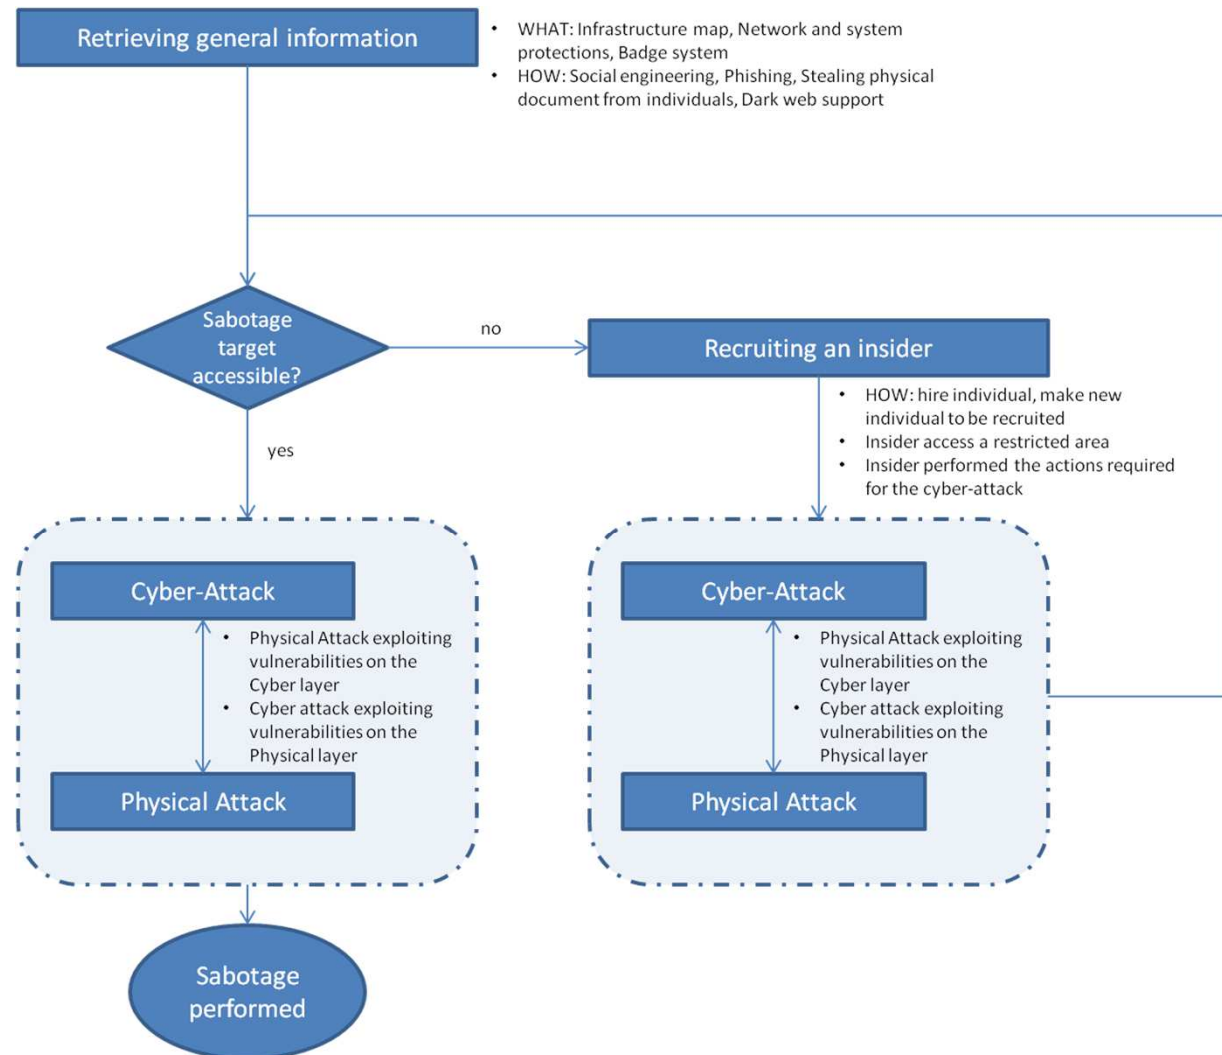 Retrieving general information
• WHAT: Infrastructure map, Network and system
protections, Badge system
• HOW: Social engineering, Phishing, Stealing physical
document from individuals, Dark web support
Sabotage
target
accessible?
no
Recruiting an insider
• HOW: hire individual, make new
individual to be recruited
• Insider access a restricted area
• Insider performed the actions required
for the cyber-attack
yes
Cyber-Attack
• Physical Attack exploiting
vulnerabilities on the
Cyber layer
• Cyber attack exploiting
vulnerabilities on the
Physical layer
Physical Attack
Cyber-Attack
• Physical Attack exploiting
vulnerabilities on the
Cyber layer
• Cyber attack exploiting
vulnerabilities on the
Physical layer
Physical Attack
Sabotage
performed